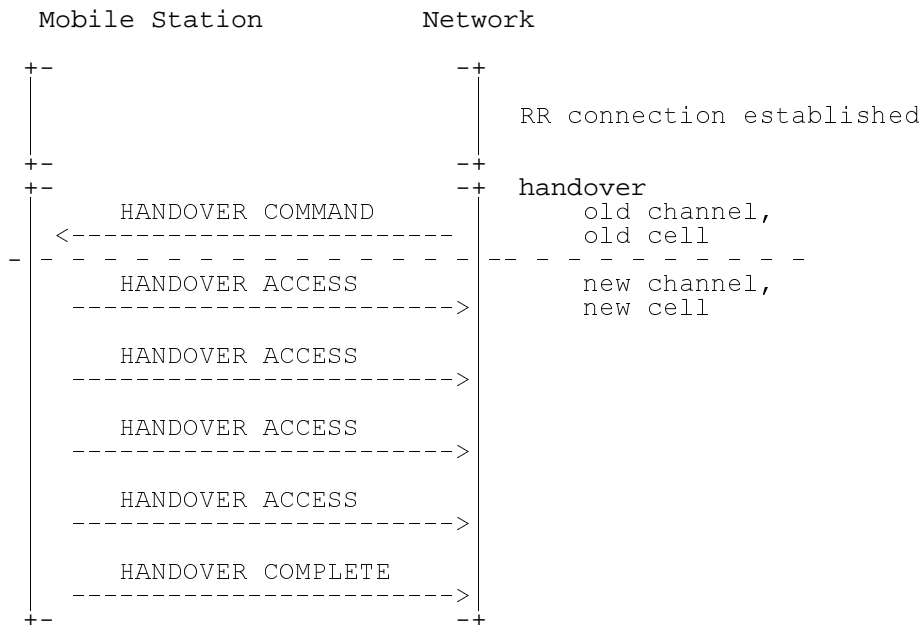 Mobile Station Network
RR connection established
handover
HANDOVER COMMAND old channel,
old cell
HANDOVER ACCESS new channel,
new cell
HANDOVER ACCESS
HANDOVER ACCESS
HANDOVER ACCESS
HANDOVER COMPLETE